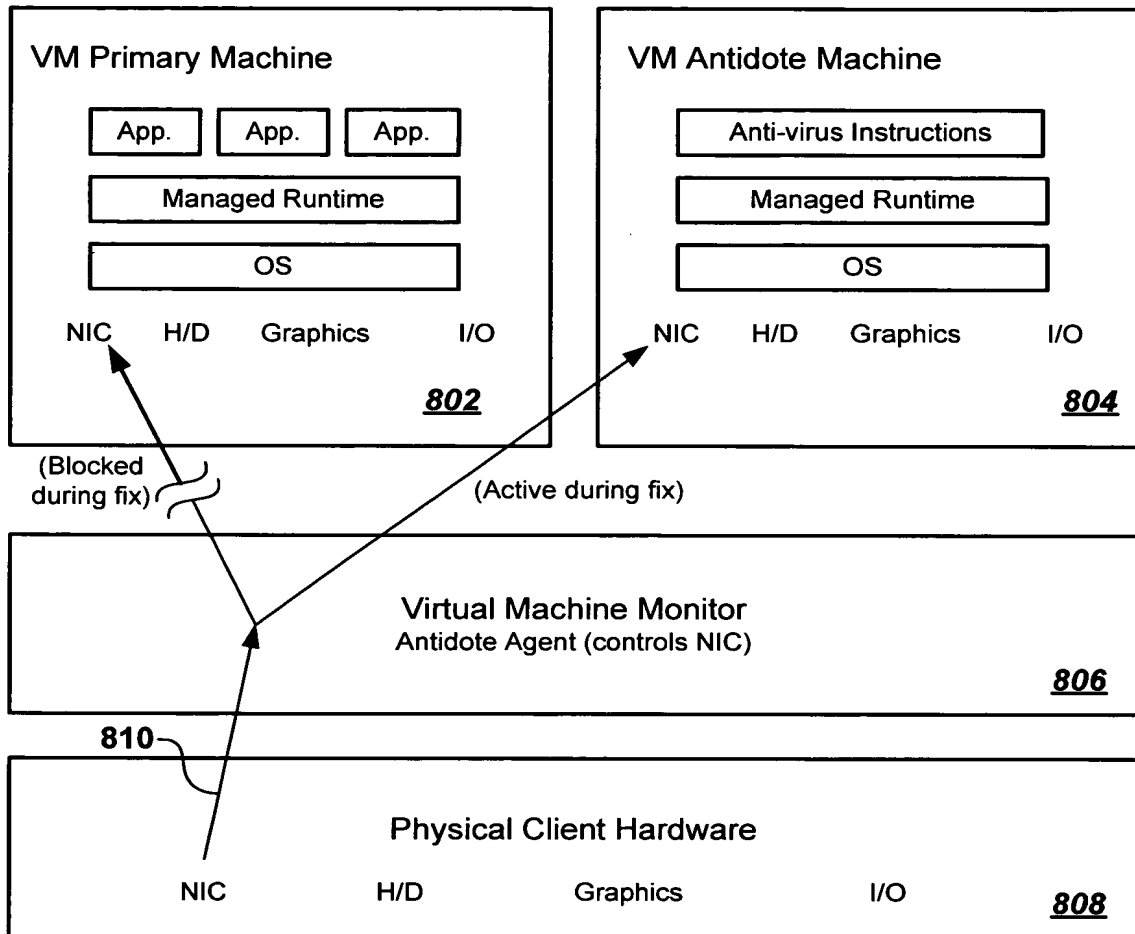 VM Primary Machine
App. App. App.
Managed Runtime
OS
NIC H/D Graphics I/O
802
VM Antidote Machine
Anti-virus Instructions
Managed Runtime
OS
NIC H/D Graphics I/O
804
(Blocked
during fix)
(Active during fix)
Virtual Machine Monitor
Antidote Agent (controls NIC)
806
810
Physical Client Hardware
NIC H/D Graphics I/O
808